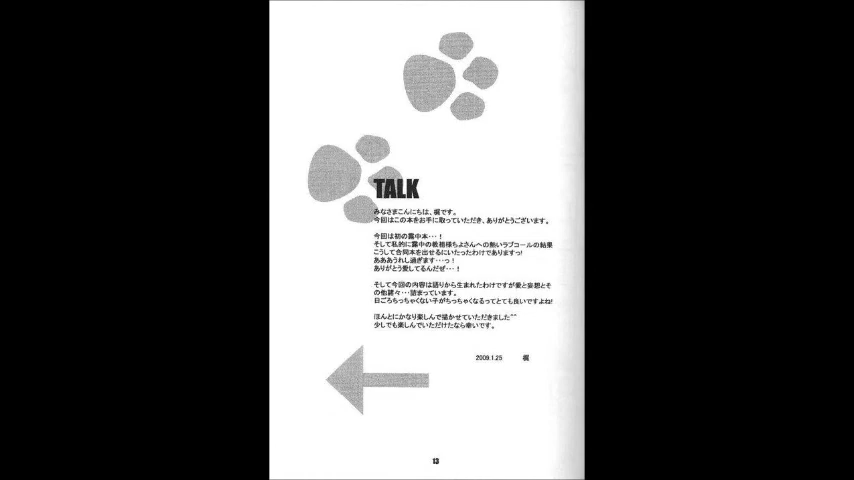 TALK
みなさまこんにちは、梶です。
今回はこの本をお手に取っていただき、ありがとうございます。
今回は初の霧中本・・・！
そして私的に霧中の教祖様ちよさんへの熱いラブコールの結果
こうして合同本を出せるにいたったわけでありますっ！
あああうれし過ぎます・・・っ！
ありがとう愛してるんだぜ・・・！
そして今回の内容は語りから生まれたわけですが愛と妄想とそ
の他諸々・・・詰まっています。
日ごろちっちゃくない子がちっちゃくなるってとても良いですよね！
ほんとにかなり楽しんで描かせていただきました^^
少しでも楽しんでいただけたなら幸いです。
2009.1.25 梶
13